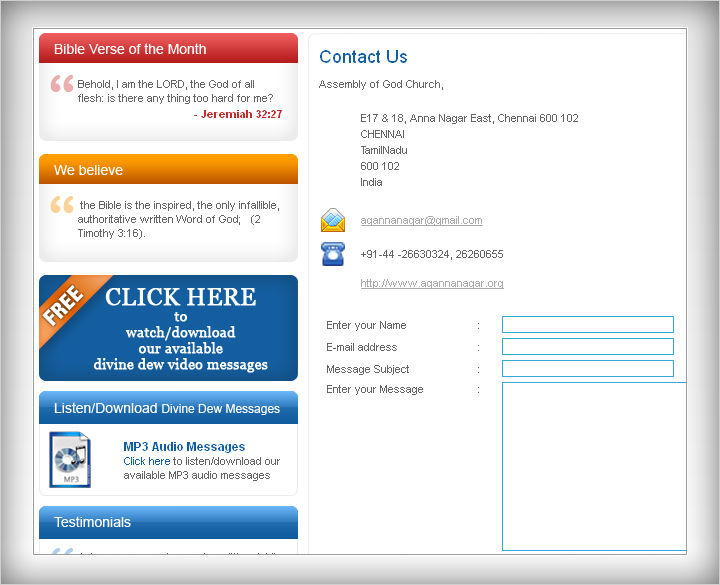 Bible Verse of the Month
Behold, I am the LORD, the God of all
flesh: is there any thing too hard for me?
- Jeremiah 32:27
We believe
the Bible is the inspired, the only infallible,
authoritative written Word of God;   (2
Timothy 3:16).
FREE
CLICK HERE
to
watch/download
our available
divine dew video messages
Listen/Download Divine Dew Messages
MP3
MP3 Audio Messages
Click here to listen/download our
available MP3 audio messages
Testimonials
Contact Us
Assembly of God Church,
E17 & 18, Anna Nagar East, Chennai 600 102
CHENNAI
TamilNadu
600 102
India
agannanagar@gmail.com
+91-44 -26630324, 26260655
http://www.agannanagar.org
Enter your Name :
E-mail address :
Message Subject :
Enter your Message :